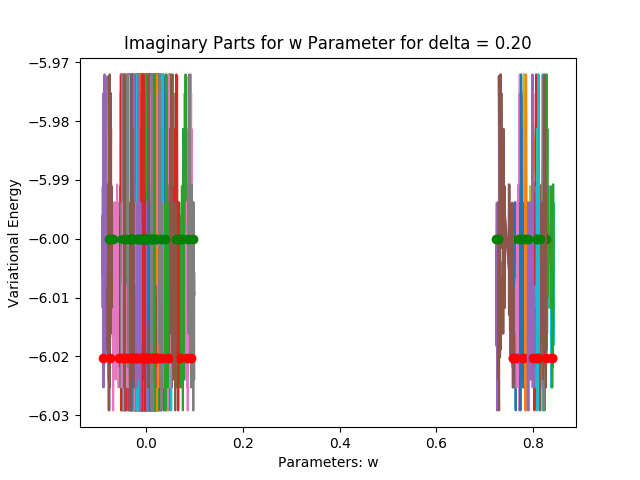 Imaginary Parts for w Parameter for delta = 0.20
−5.97
−5.98
−5.99
−6.00
−6.01
−6.02
−6.03
Variational Energy
0.0 0.2 0.4 0.6 0.8
Parameters: w